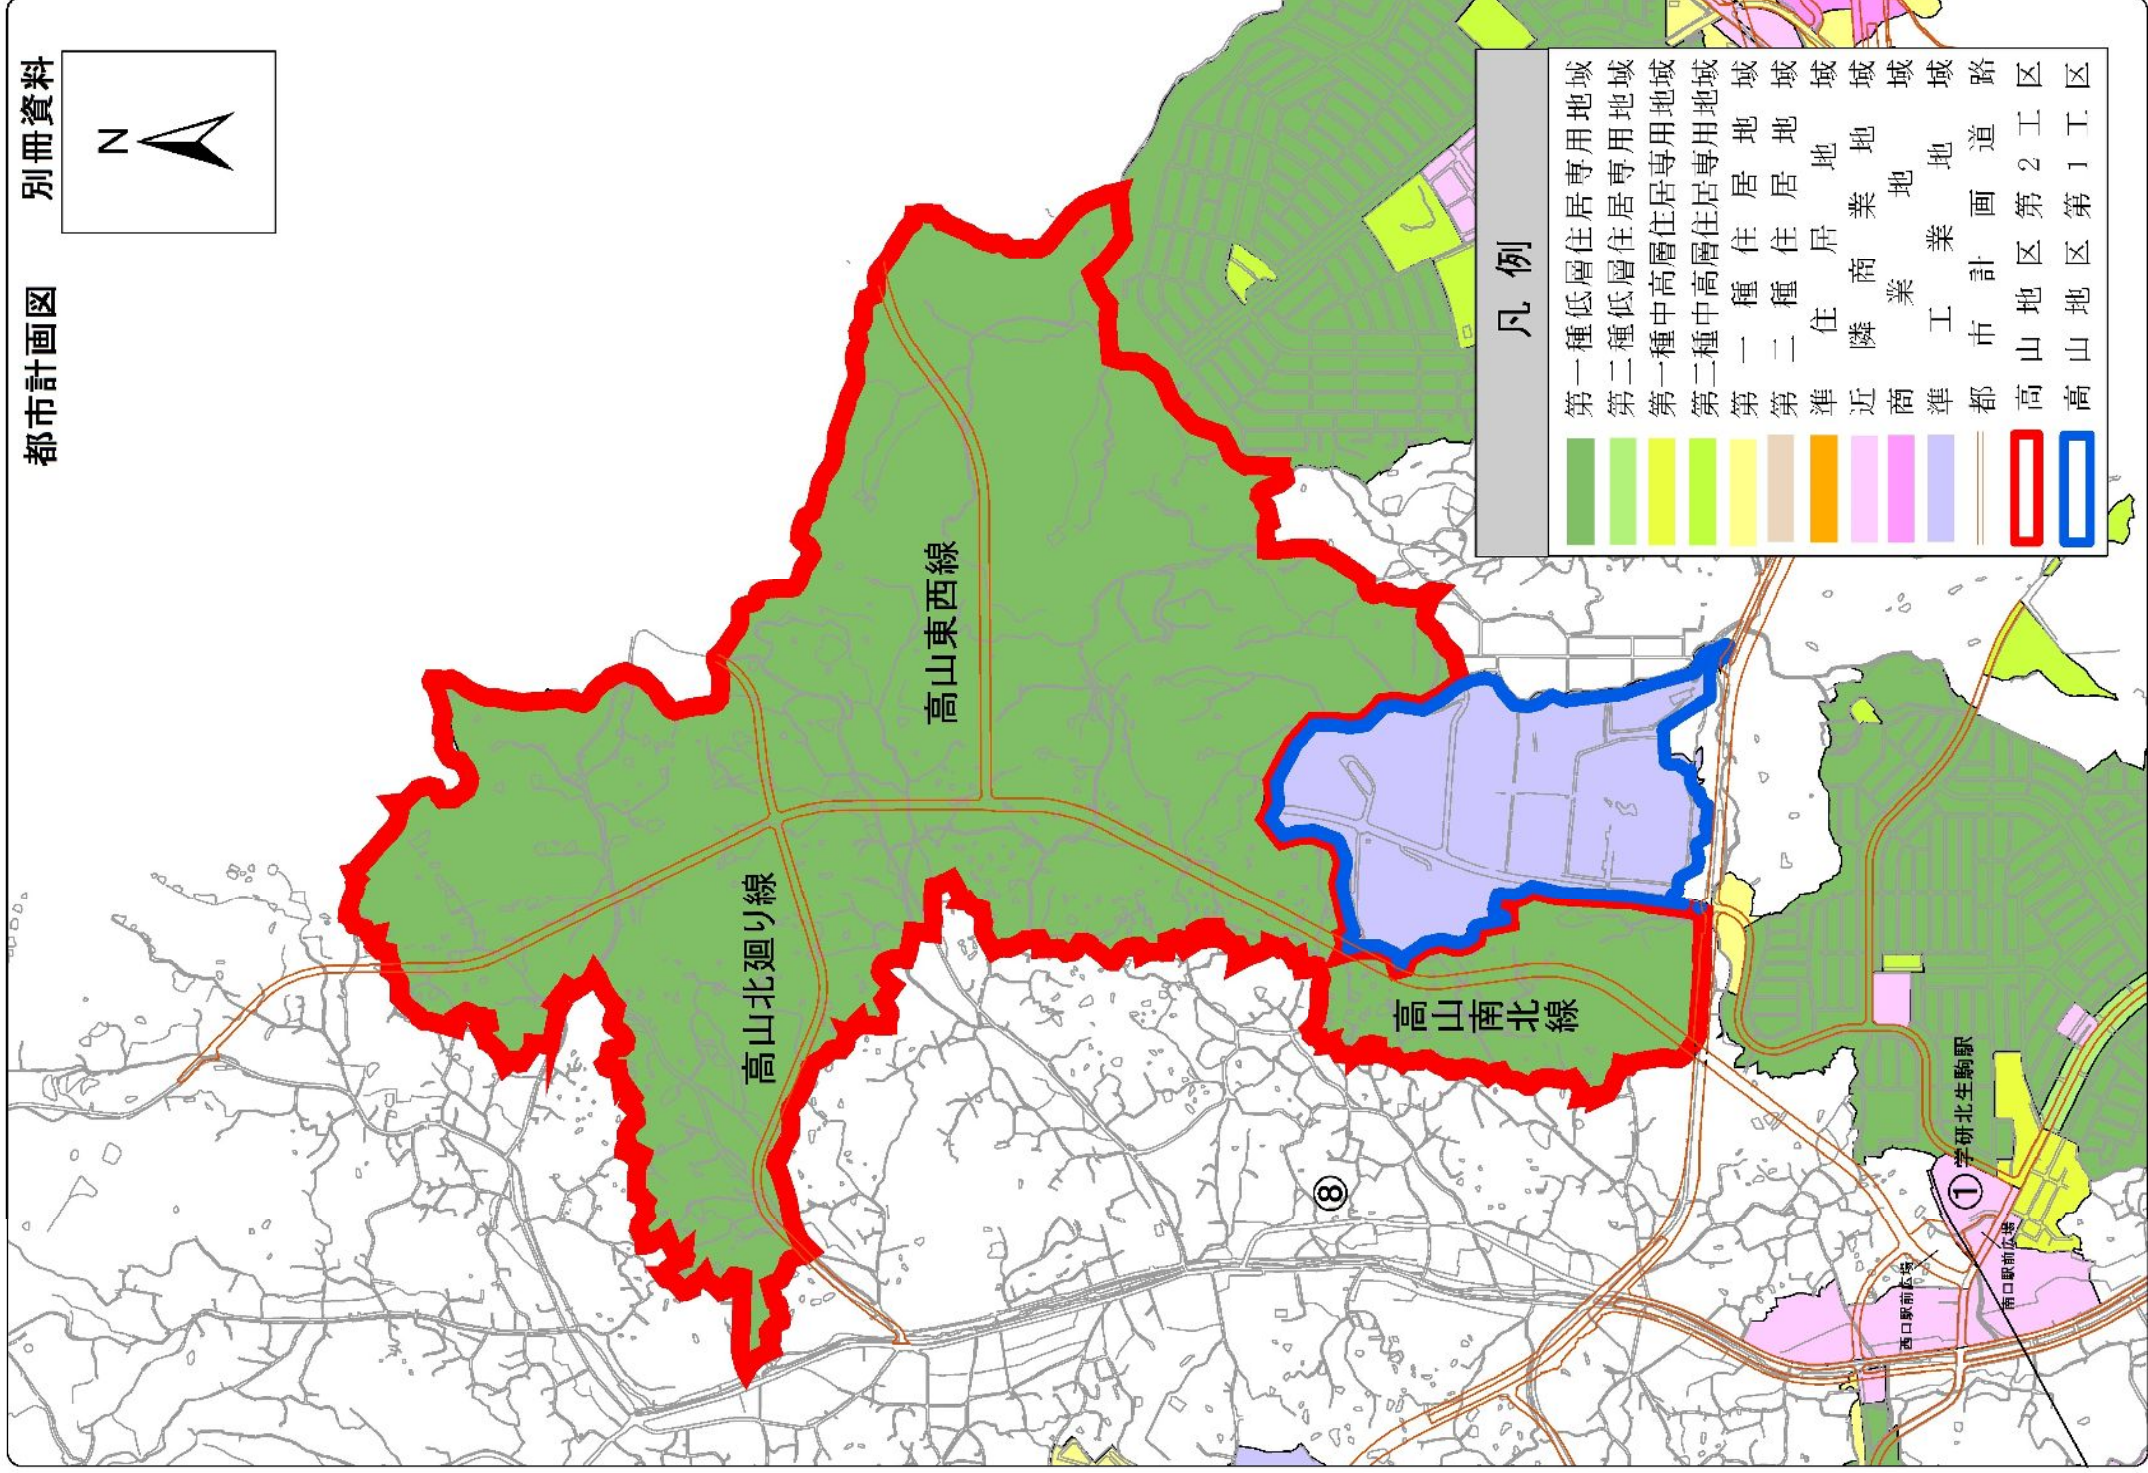 都市計画図
別冊資料
N
高山東西線
高山北廻り線
高山南北線
⑧
①
学研北生駒駅
西口駅前広場
南口駅前広場
凡例
第一種低層住居専用地域
第二種低層住居専用地域
第一種中高層住居専用地域
第二種中高層住居専用地域
第一種住居地域
第二種住居地域
準住居地域
近隣商業地域
商業地域
準工業地域
都市計画道路
高山地区第2工区
高山地区第1工区